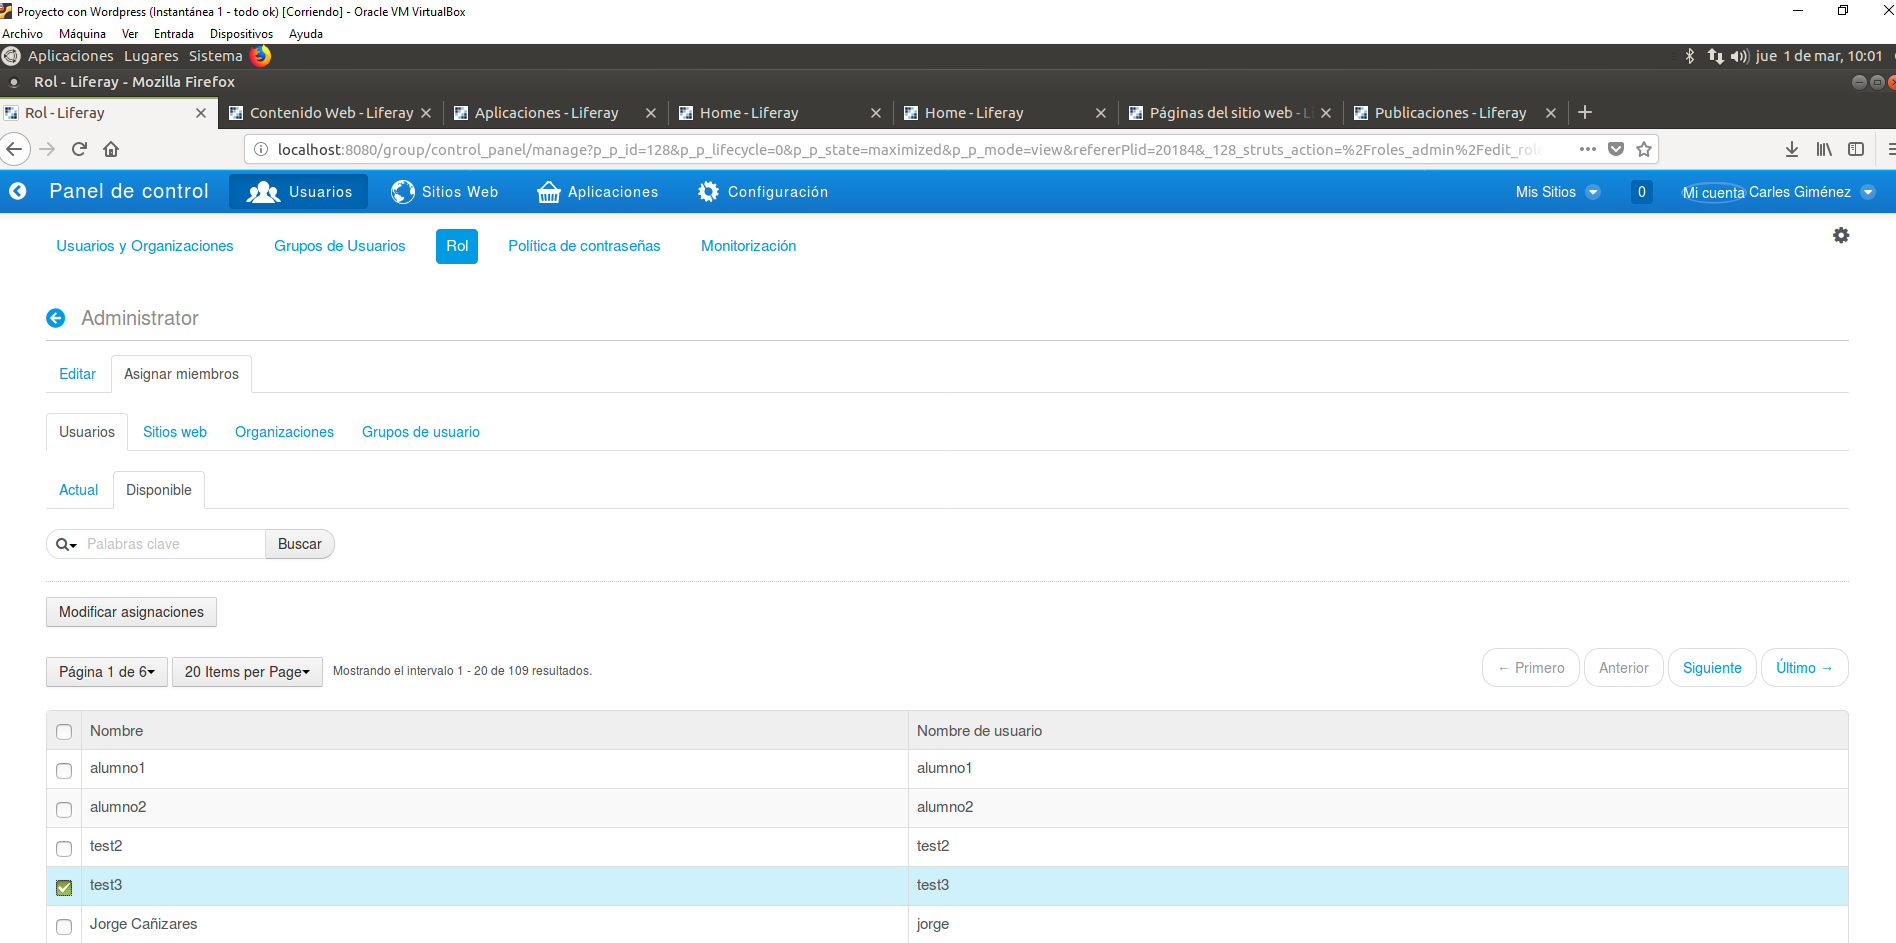 Proyecto con Wordpress (Instantánea 1 - todo ok) [Corriendo] - Oracle VM VirtualBox
Archivo Máquina Ver Entrada Dispositivos Ayuda
Aplicaciones Lugares Sistema jue 1 de mar, 10:01
Rol - Liferay - Mozilla Firefox
Rol - Liferay Contenido Web - Liferay Aplicaciones - Liferay Home - Liferay Home - Liferay Páginas del sitio web - Li Publicaciones - Liferay
localhost:8080/group/control_panel/manage?p_p_id=128&p_p_lifecycle=0&p_p_state=maximized&p_p_mode=view&refererPlid=20184&_128_struts_action=%2Froles_admin%2Fedit_role
Panel de control Usuarios Sitios Web Aplicaciones Configuración Mis Sitios 0 Mi cuenta Carles Giménez
Usuarios y Organizaciones Grupos de Usuarios Rol Política de contraseñas Monitorización
Administrator
Editar Asignar miembros
Usuarios Sitios web Organizaciones Grupos de usuario
Actual Disponible
Palabras clave Buscar
Modificar asignaciones
Página 1 de 6 20 Items per Page Mostrando el intervalo 1 - 20 de 109 resultados. ← Primero Anterior Siguiente Último →
Nombre Nombre de usuario
alumno1 alumno1
alumno2 alumno2
test2 test2
test3 test3
Jorge Cañizares jorge